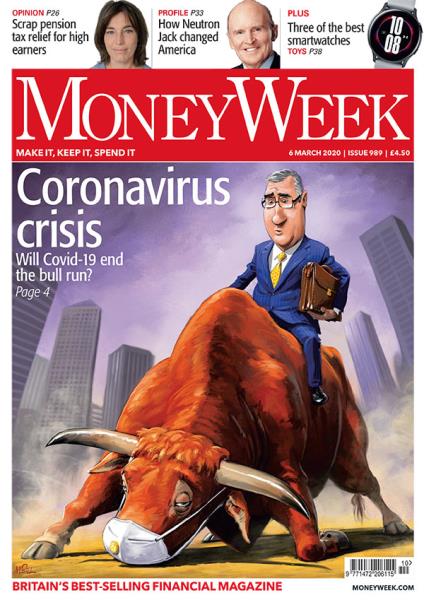 OPINION P26
Scrap pension
tax relief for high
earners
PROFILE P33
How Neutron
Jack changed
America
PLUS
Three of the best
smartwatches
TOYS P38
10
08
MONEYWEEK
MAKE IT, KEEP IT, SPEND IT
6 MARCH 2020 | ISSUE 989 | £4.50
Coronavirus
crisis
Will Covid-19 end
the bull run?
Page 4
BRITAIN'S BEST-SELLING FINANCIAL MAGAZINE
10
9 771472 206115
MONEYWEEK.COM